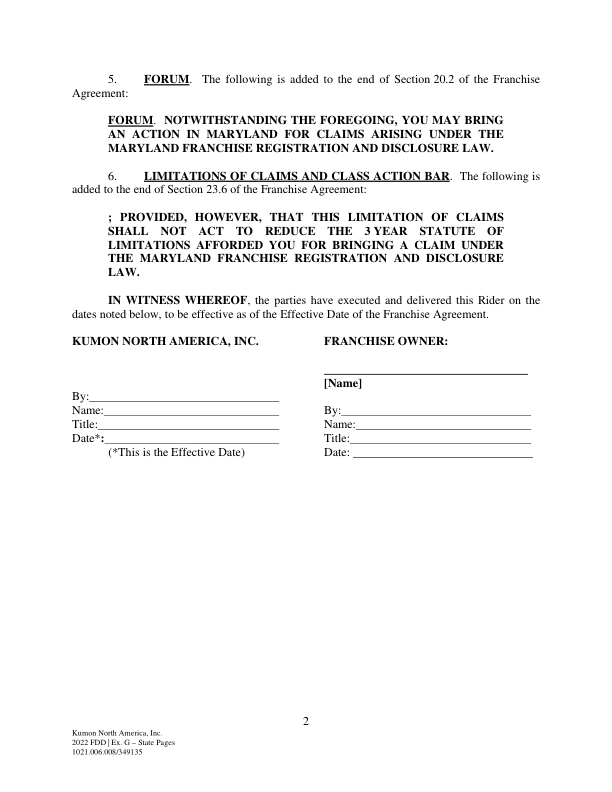 5. FORUM. The following is added to the end of Section 20.2 of the Franchise
Agreement:
FORUM. NOTWITHSTANDING THE FOREGOING, YOU MAY BRING
AN ACTION IN MARYLAND FOR CLAIMS ARISING UNDER THE
MARYLAND FRANCHISE REGISTRATION AND DISCLOSURE LAW.
6. LIMITATIONS OF CLAIMS AND CLASS ACTION BAR. The following is
added to the end of Section 23.6 of the Franchise Agreement:
; PROVIDED, HOWEVER, THAT THIS LIMITATION OF CLAIMS
SHALL NOT ACT TO REDUCE THE 3 YEAR STATUTE OF
LIMITATIONS AFFORDED YOU FOR BRINGING A CLAIM UNDER
THE MARYLAND FRANCHISE REGISTRATION AND DISCLOSURE
LAW.
IN WITNESS WHEREOF, the parties have executed and delivered this Rider on the
dates noted below, to be effective as of the Effective Date of the Franchise Agreement.
KUMON NORTH AMERICA, INC.
By:________________________________
Name:______________________________
Title:_______________________________
Date*:______________________________
(*This is the Effective Date)
FRANCHISE OWNER:
__________________________________
[Name]
By:________________________________
Name:______________________________
Title:_______________________________
Date: ______________________________
2
Kumon North America, Inc.
2022 FDD | Ex. G – State Pages
1021.006.008/349135